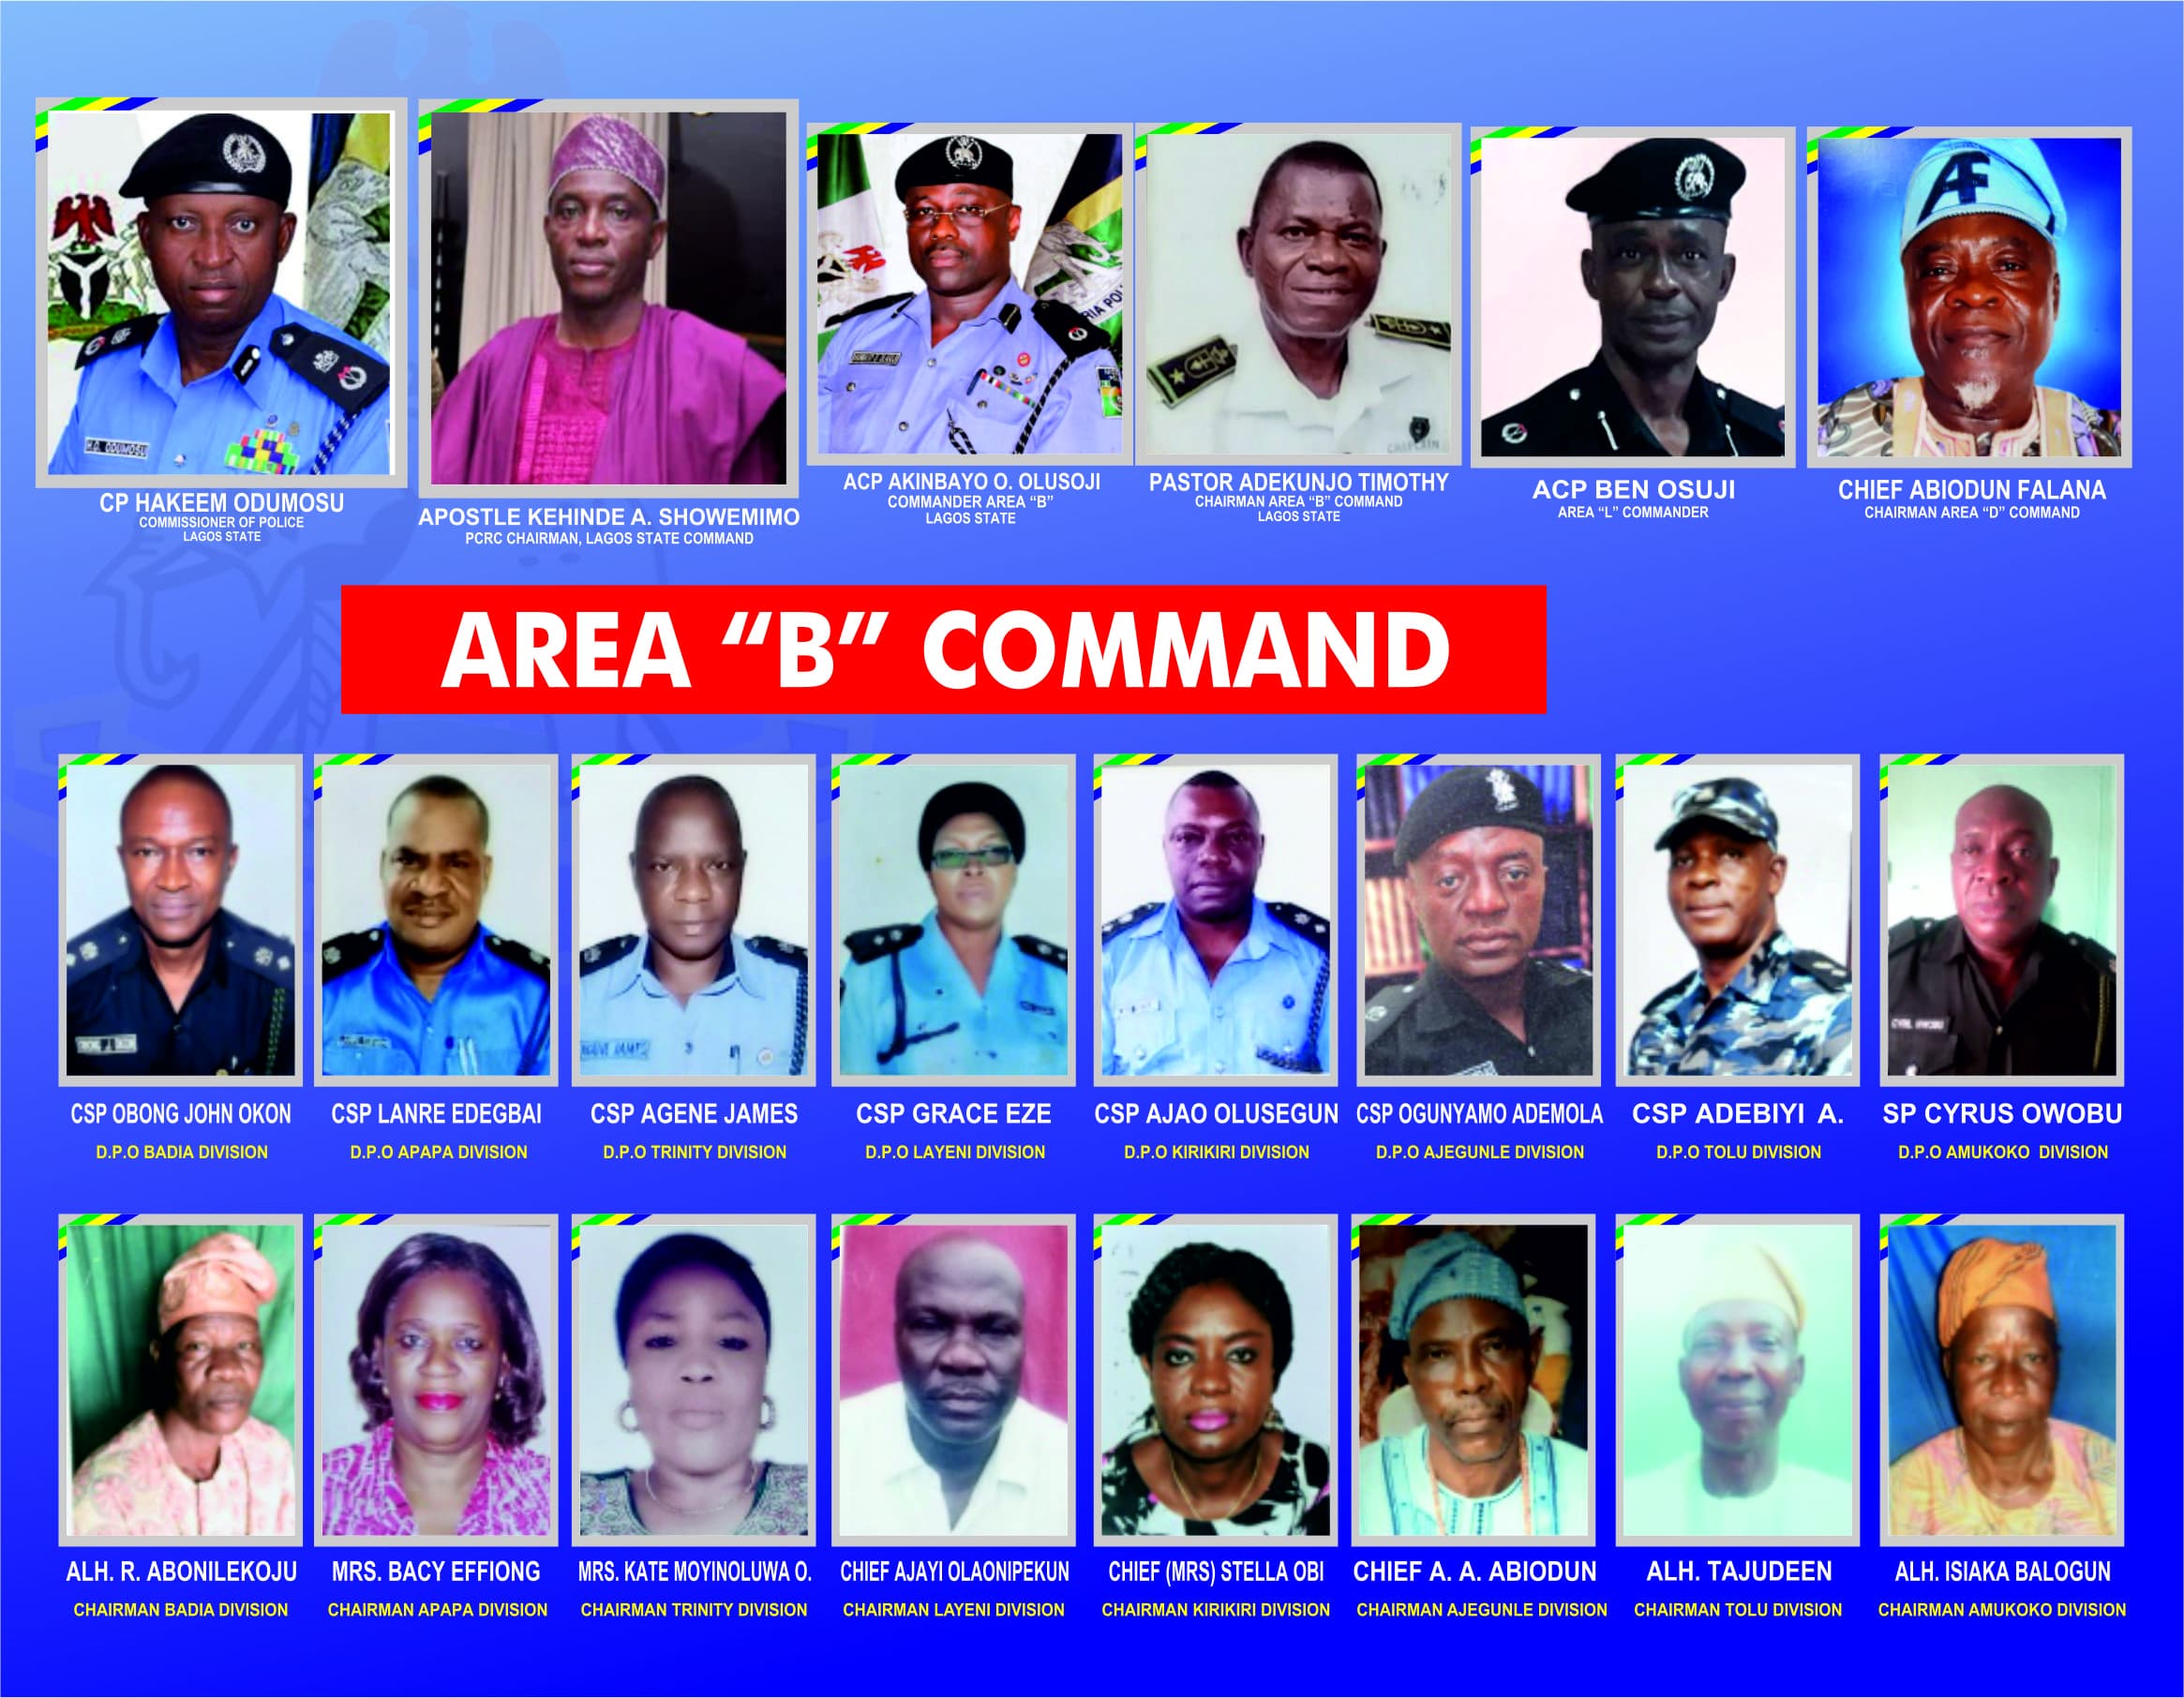 H.O. ODUMOSU
CP HAKEEM ODUMOSU
COMMISSIONER OF POLICE
LAGOS STATE
APOSTLE KEHINDE A. SHOWEMIMO
PCRC CHAIRMAN, LAGOS STATE COMMAND
ACP AKINBAYO O. OLUSOJI
COMMANDER AREA “B”
LAGOS STATE
PASTOR ADEKUNJO TIMOTHY
CHAIRMAN AREA “B” COMMAND
LAGOS STATE
ACP BEN OSUJI
AREA “L” COMMANDER
AF
CHIEF ABIODUN FALANA
CHAIRMAN AREA “D” COMMAND
AREA “B” COMMAND
CSP OBONG JOHN OKON
D.P.O BADIA DIVISION
CSP LANRE EDEGBAI
D.P.O APAPA DIVISION
CSP AGENE JAMES
D.P.O TRINITY DIVISION
CSP GRACE EZE
D.P.O LAYENI DIVISION
CSP AJAO OLUSEGUN
D.P.O KIRIKIRI DIVISION
CSP OGUNYAMO ADEMOLA
D.P.O AJEGUNLE DIVISION
CSP ADEBIYI A.
D.P.O TOLU DIVISION
SP CYRUS OWOBU
D.P.O AMUKOKO DIVISION
ALH. R. ABONILEKOJU
CHAIRMAN BADIA DIVISION
MRS. BACY EFFIONG
CHAIRMAN APAPA DIVISION
MRS. KATE MOYINOLUWA O.
CHAIRMAN TRINITY DIVISION
CHIEF AJAYI OLAONIPEKUN
CHAIRMAN LAYENI DIVISION
CHIEF (MRS) STELLA OBI
CHAIRMAN KIRIKIRI DIVISION
CHIEF A. A. ABIODUN
CHAIRMAN AJEGUNLE DIVISION
ALH. TAJUDEEN
CHAIRMAN TOLU DIVISION
ALH. ISIAKA BALOGUN
CHAIRMAN AMUKOKO DIVISION